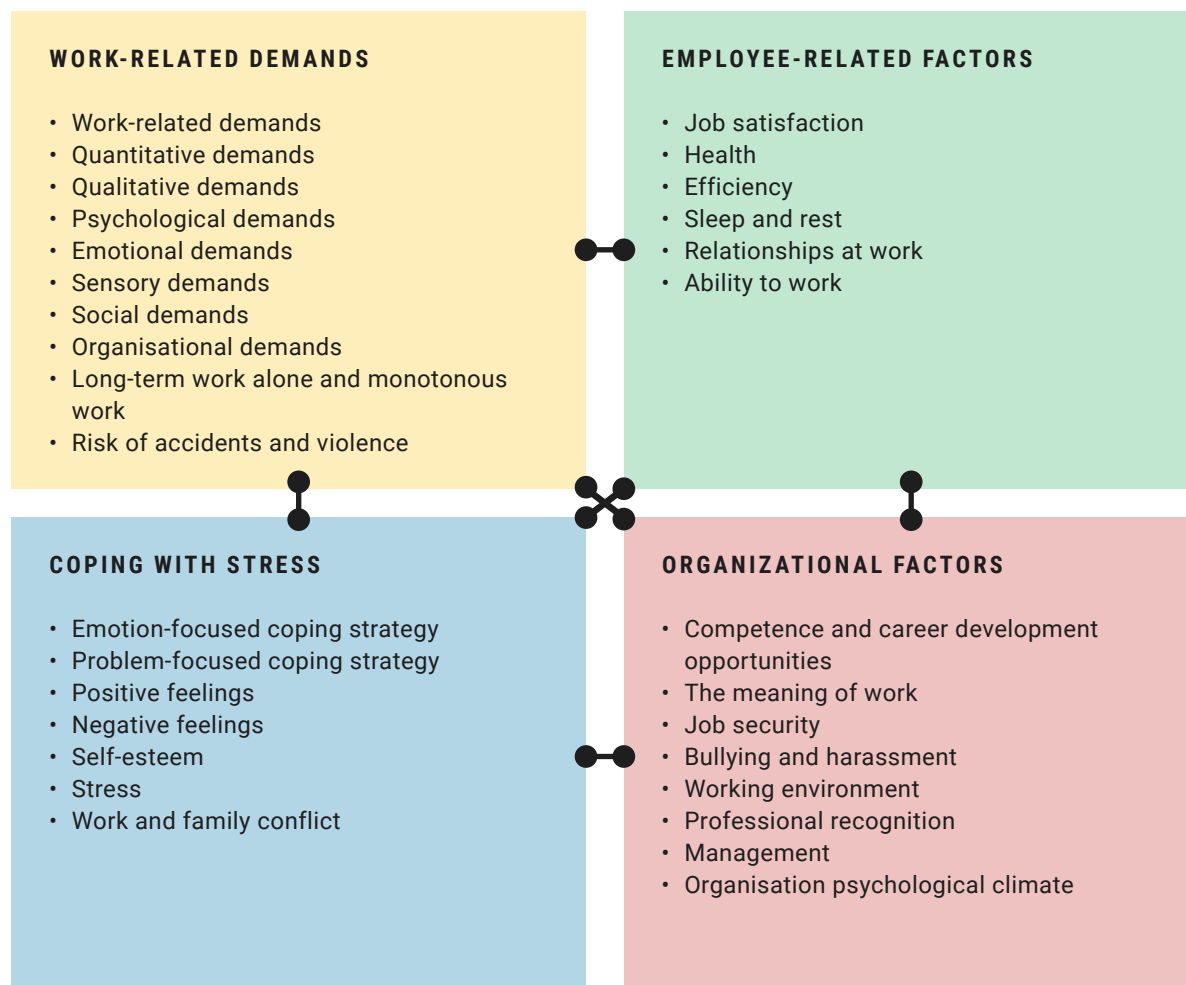 WORK-RELATED DEMANDS
• Work-related demands
• Quantitative demands
• Qualitative demands
• Psychological demands
• Emotional demands
• Sensory demands
• Social demands
• Organisational demands
• Long-term work alone and monotonous
work
• Risk of accidents and violence
EMPLOYEE-RELATED FACTORS
• Job satisfaction
• Health
• Efficiency
• Sleep and rest
• Relationships at work
• Ability to work
COPING WITH STRESS
• Emotion-focused coping strategy
• Problem-focused coping strategy
• Positive feelings
• Negative feelings
• Self-esteem
• Stress
• Work and family conflict
ORGANIZATIONAL FACTORS
• Competence and career development
opportunities
• The meaning of work
• Job security
• Bullying and harassment
• Working environment
• Professional recognition
• Management
• Organisation psychological climate